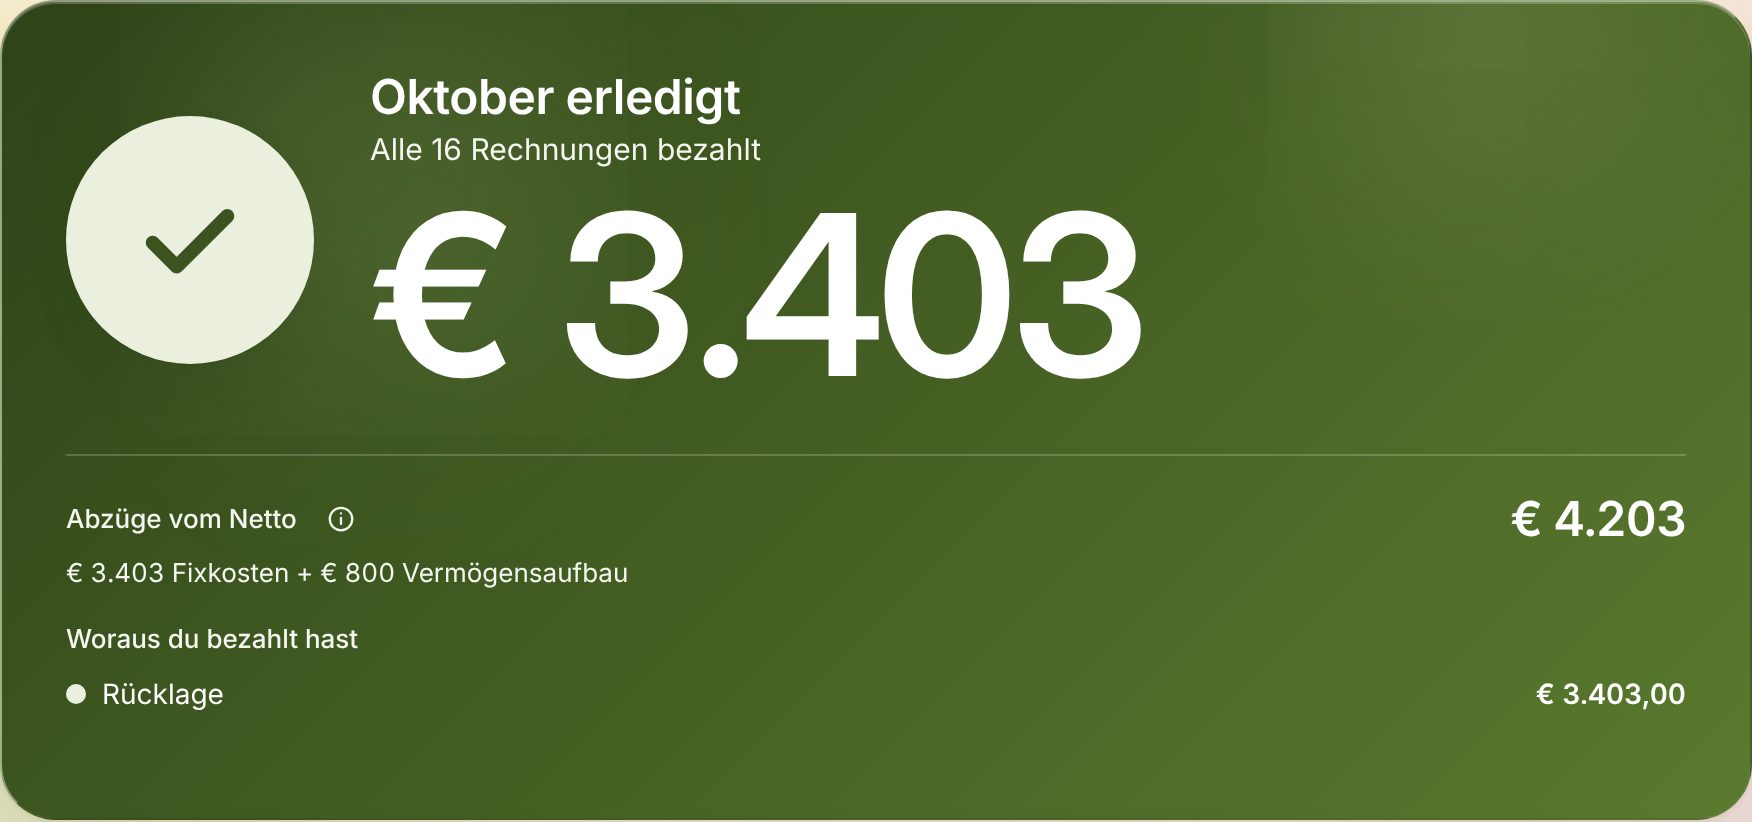 Oktober erledigt
Alle 16 Rechnungen bezahlt
€ 3.403
Abzüge vom Netto
€ 4.203
€ 3.403 Fixkosten + € 800 Vermögensaufbau
Woraus du bezahlt hast
Rücklage
€ 3.403,00